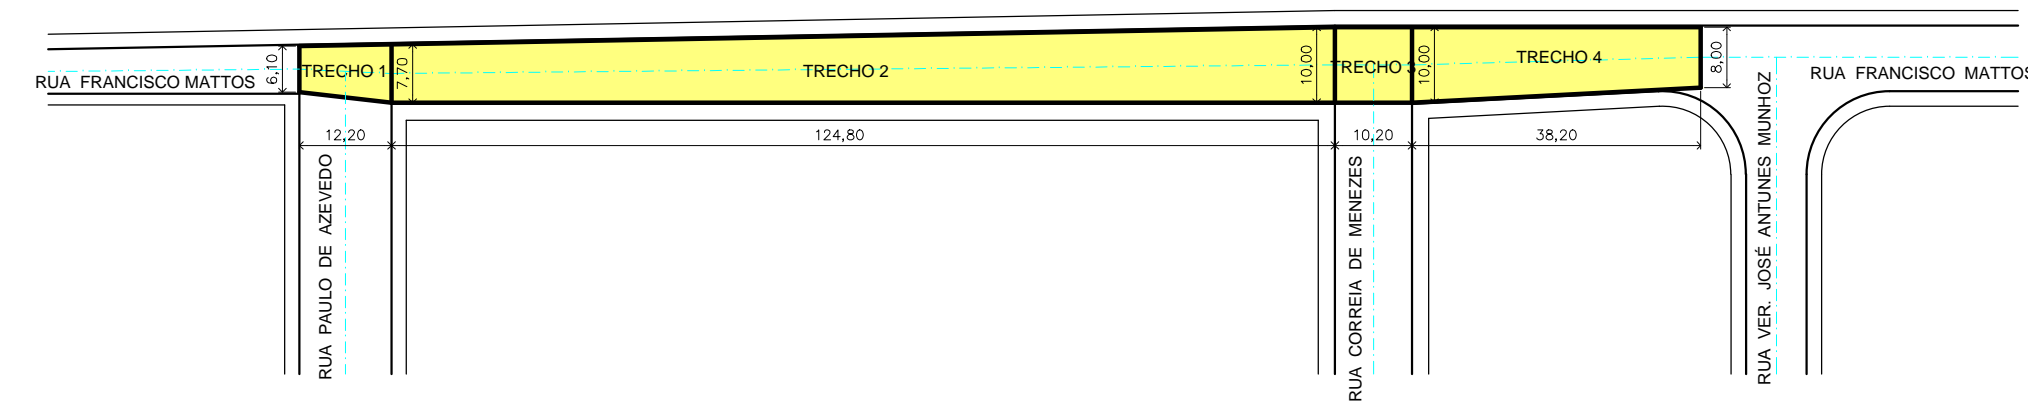 RUA FRANCISCO MATTOS
6,10
TRECHO 1
7,70
TRECHO 2
10,00
TRECHO 3
10,00
TRECHO 4
8,00
RUA FRANCISCO MATTOS
12,20
124,80
10,20
38,20
RUA PAULO DE AZEVEDO
RUA CORREIA DE MENEZES
RUA VER. JOSÉ ANTUNES MUNHOZ